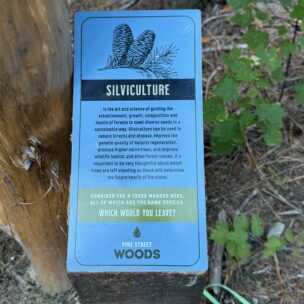 SILVICULTURE
is the art and science of guiding the
establishment, growth, composition and
health of forests to meet diverse needs in a
sustainable way. Silviculture can be used to
reduce insects and disease, improve the
genetic quality of natural regeneration,
produce higher value trees, and improve
wildlife habitat and other forest values. It's
important to be very thoughtful about which
trees are left standing as these will determine
the future health of the stand.
CONSIDER THE 4 TREES MARKED HERE,
ALL OF WHICH ARE THE SAME SPECIES.
WHICH WOULD YOU LEAVE?
PINE STREET
WOODS